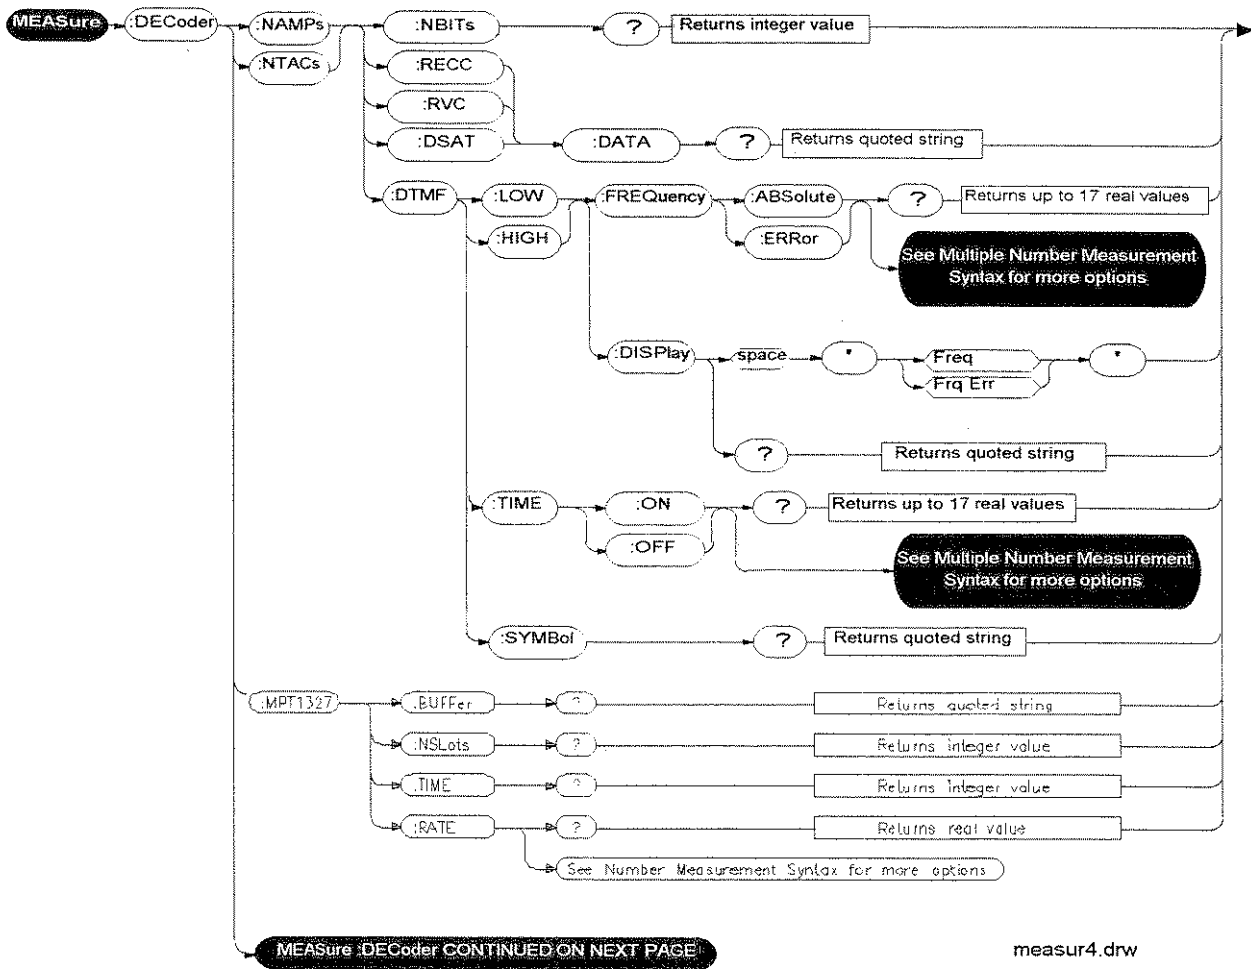 MEASure :DECoder :NAMPs :NBITs ? Returns integer value
:NTACs :RECC
:RVC
:DSAT :DATA ? Returns quoted string
:DTMF :LOW :FREQuency :ABSolute ? Returns up to 17 real values
:HIGH :ERRor
See Multiple Number Measurement
Syntax for more options
:DISPlay space " Freq "
Frq Err
? Returns quoted string
:TIME :ON ? Returns up to 17 real values
:OFF
See Multiple Number Measurement
Syntax for more options
:SYMBol ? Returns quoted string
:MPT1327 :BUFFer ? Returns quoted string
:NSLots ? Returns integer value
:TIME ? Returns integer value
:RATE ? Returns real value
See Number Measurement Syntax for more options
MEASure :DECoder CONTINUED ON NEXT PAGE
measur4.drw